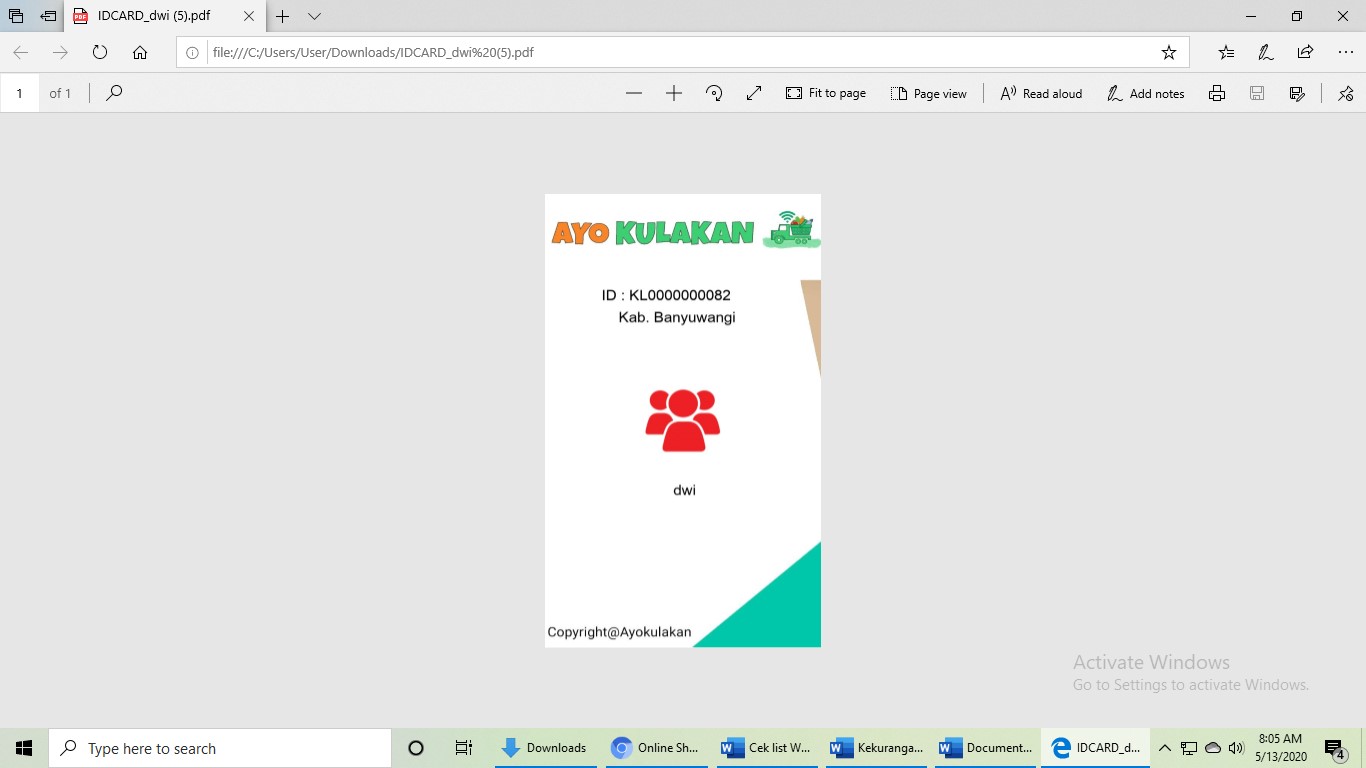 IDCARD_dwi (5).pdf
file:///C:/Users/User/Downloads/IDCARD_dwi%20(5).pdf
1 of 1 Fit to page Page view Read aloud Add notes
AYO KULAKAN
ID : KL0000000082
Kab. Banyuwangi
dwi
Copyright@Ayokulakan
Activate Windows
Go to Settings to activate Windows.
Type here to search Downloads Online Sh... Cek list W... Kekuranga... Document... IDCARD_d...
8:05 AM
5/13/2020
4